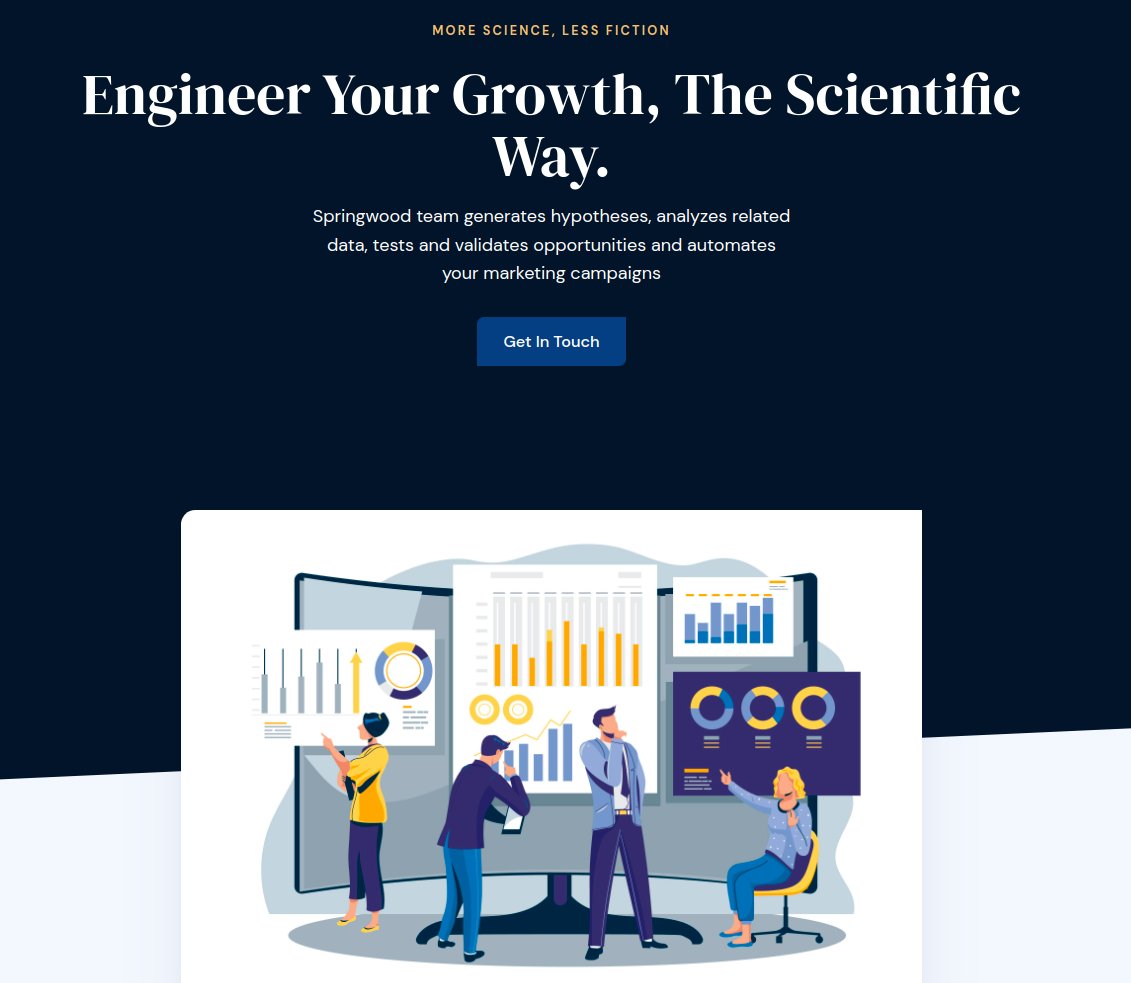 MORE SCIENCE, LESS FICTION
Engineer Your Growth, The Scientific
Way.
Springwood team generates hypotheses, analyzes related
data, tests and validates opportunities and automates
your marketing campaigns
Get In Touch